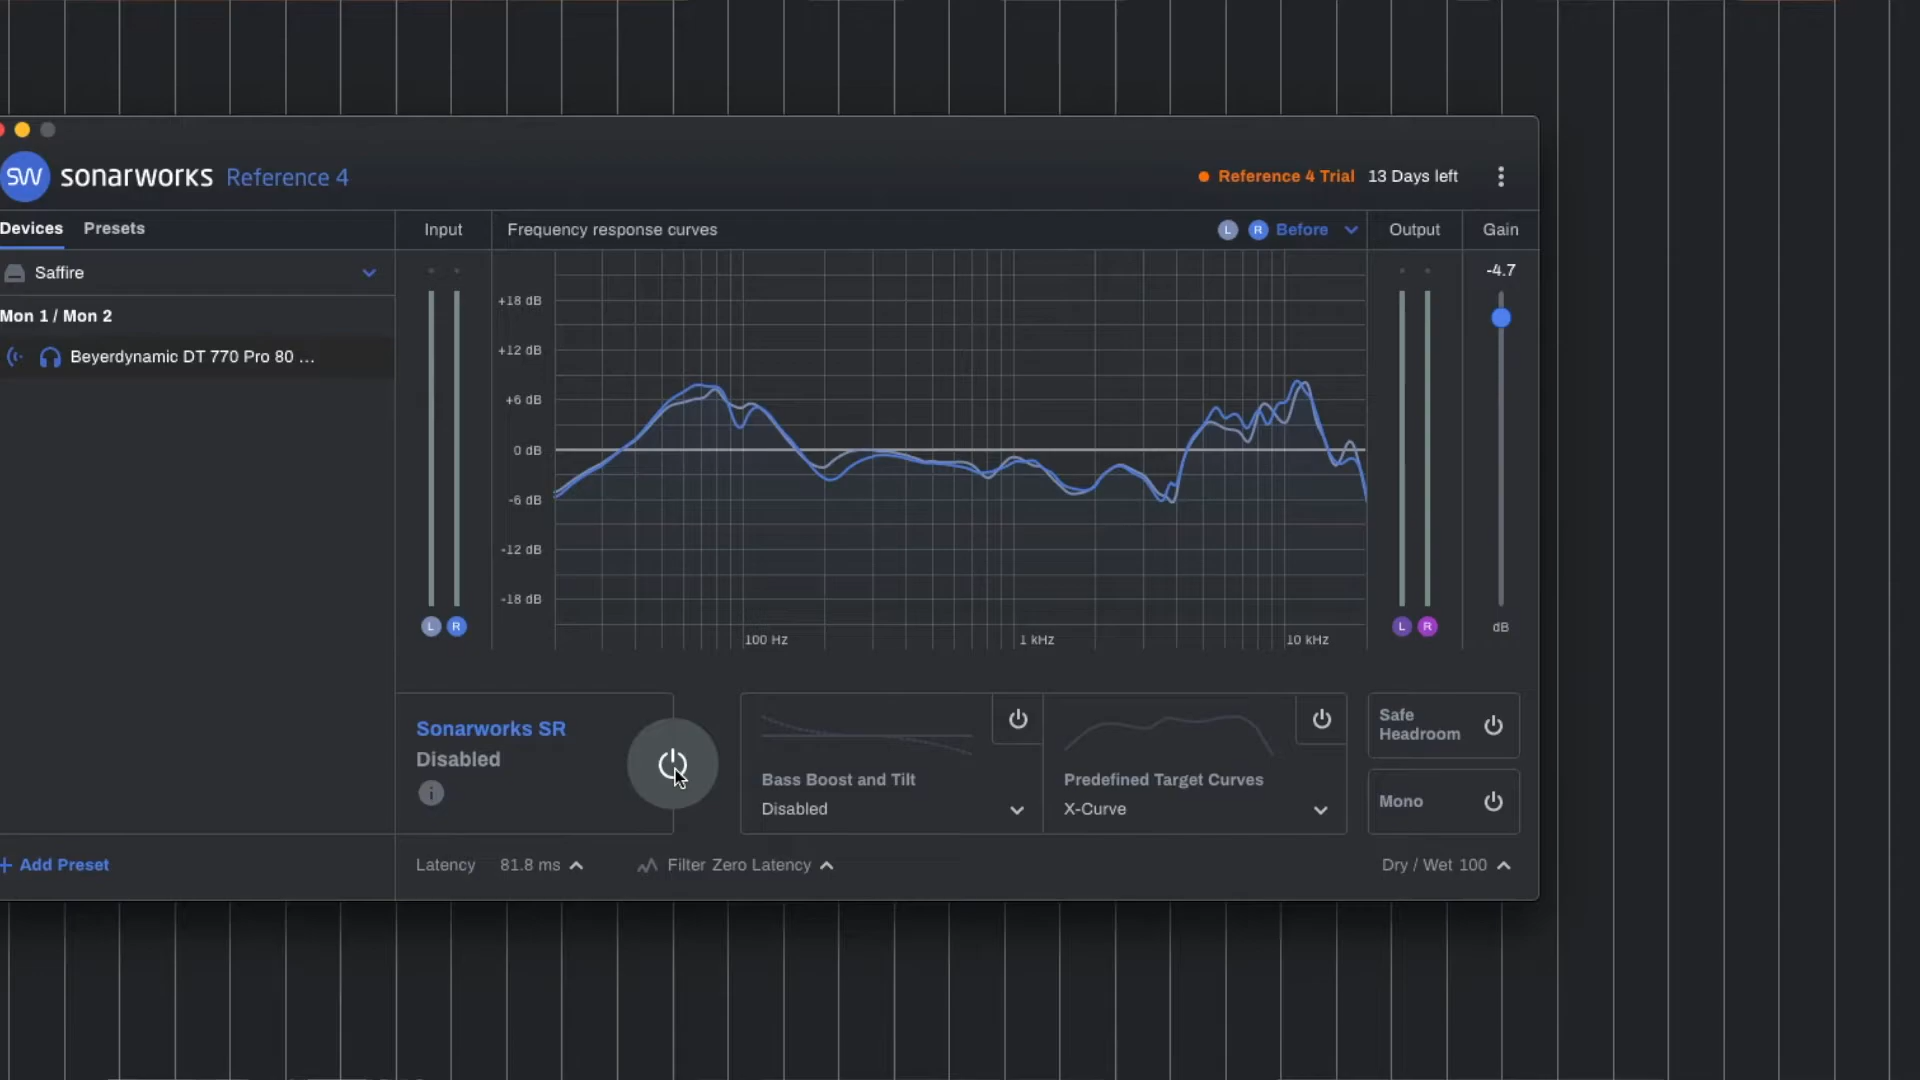 SW sonarworks Reference 4
Reference 4 Trial 13 Days left
Devices Presets
Input
Frequency response curves
L R Before
Output
Gain
Saffire
-4.7
Mon 1 / Mon 2
Beyerdynamic DT 770 Pro 80 ...
+18 dB
+12 dB
+6 dB
0 dB
-6 dB
-12 dB
-18 dB
L R
L R
dB
100 Hz
1 kHz
10 kHz
Sonarworks SR
Disabled
i
Bass Boost and Tilt
Disabled
Predefined Target Curves
X-Curve
Safe
Headroom
Mono
+ Add Preset
Latency 81.8 ms
Filter Zero Latency
Dry / Wet 100